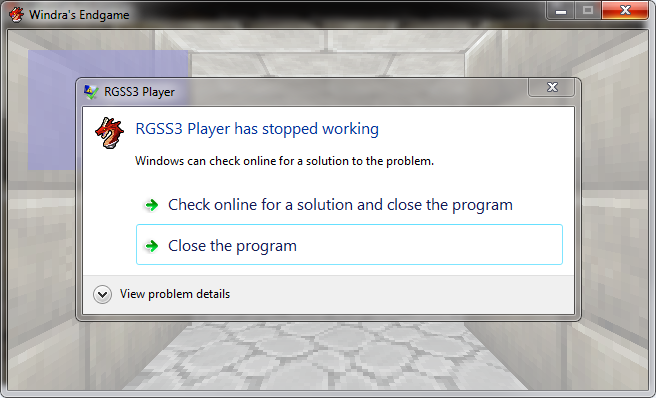 Windra's Endgame
RGSS3 Player
RGSS3 Player has stopped working
Windows can check online for a solution to the problem.
Check online for a solution and close the program
Close the program
View problem details